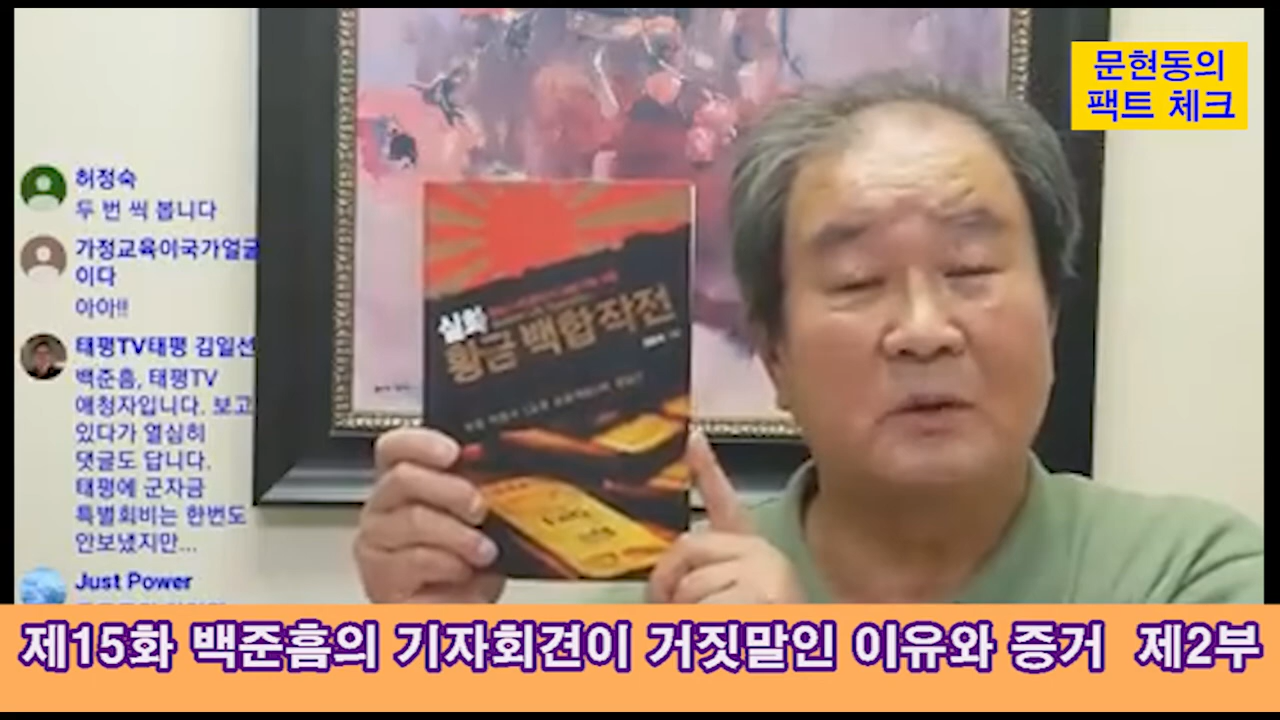 문현동의
팩트 체크
허정숙
두 번 씩 봅니다
가정교육이국가얼굴
이다
아아!!
태평TV태평 김일선
백준흠, 태평TV
애청자입니다. 보고
있다가 열심히
댓글도 답니다.
태평에 군자금
특별회비는 한번도
안보냈지만...
Just Power
실화
황금 백합작전
제15화 백준흠의 기자회견이 거짓말인 이유와 증거 제2부